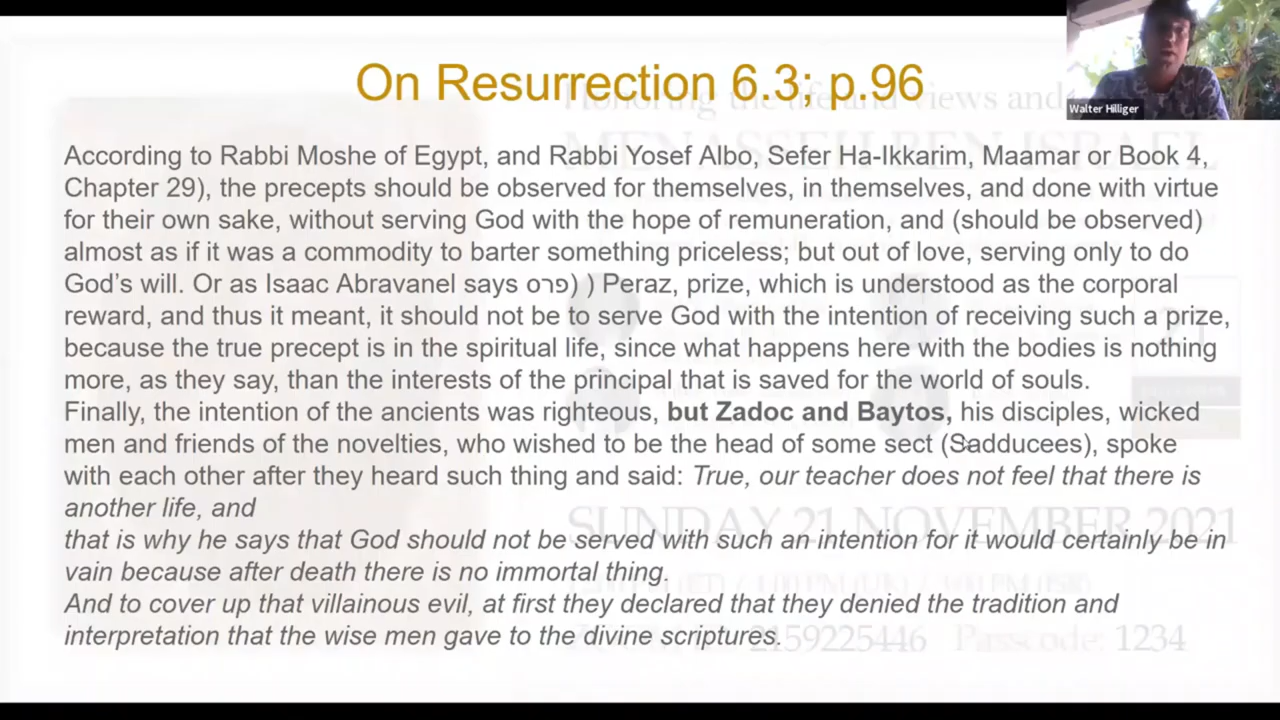 On Resurrection 6.3; p.96
Walter Hilliger
According to Rabbi Moshe of Egypt, and Rabbi Yosef Albo, Sefer Ha-Ikkarim, Maamar or Book 4,
Chapter 29), the precepts should be observed for themselves, in themselves, and done with virtue
for their own sake, without serving God with the hope of remuneration, and (should be observed)
almost as if it was a commodity to barter something priceless; but out of love, serving only to do
God's will. Or as Isaac Abravanel says פרס) ) Peraz, prize, which is understood as the corporal
reward, and thus it meant, it should not be to serve God with the intention of receiving such a prize,
because the true precept is in the spiritual life, since what happens here with the bodies is nothing
more, as they say, than the interests of the principal that is saved for the world of souls.
Finally, the intention of the ancients was righteous, but Zadoc and Baytos, his disciples, wicked
men and friends of the novelties, who wished to be the head of some sect (Sadducees), spoke
with each other after they heard such thing and said: True, our teacher does not feel that there is
another life, and
that is why he says that God should not be served with such an intention for it would certainly be in
vain because after death there is no immortal thing.
And to cover up that villainous evil, at first they declared that they denied the tradition and
interpretation that the wise men gave to the divine scriptures.
Honoring the life and views and
MENASSEH BEN ISRAEL
SUNDAY 21 NOVEMBER 2021
2159225446 Passcode: 1234